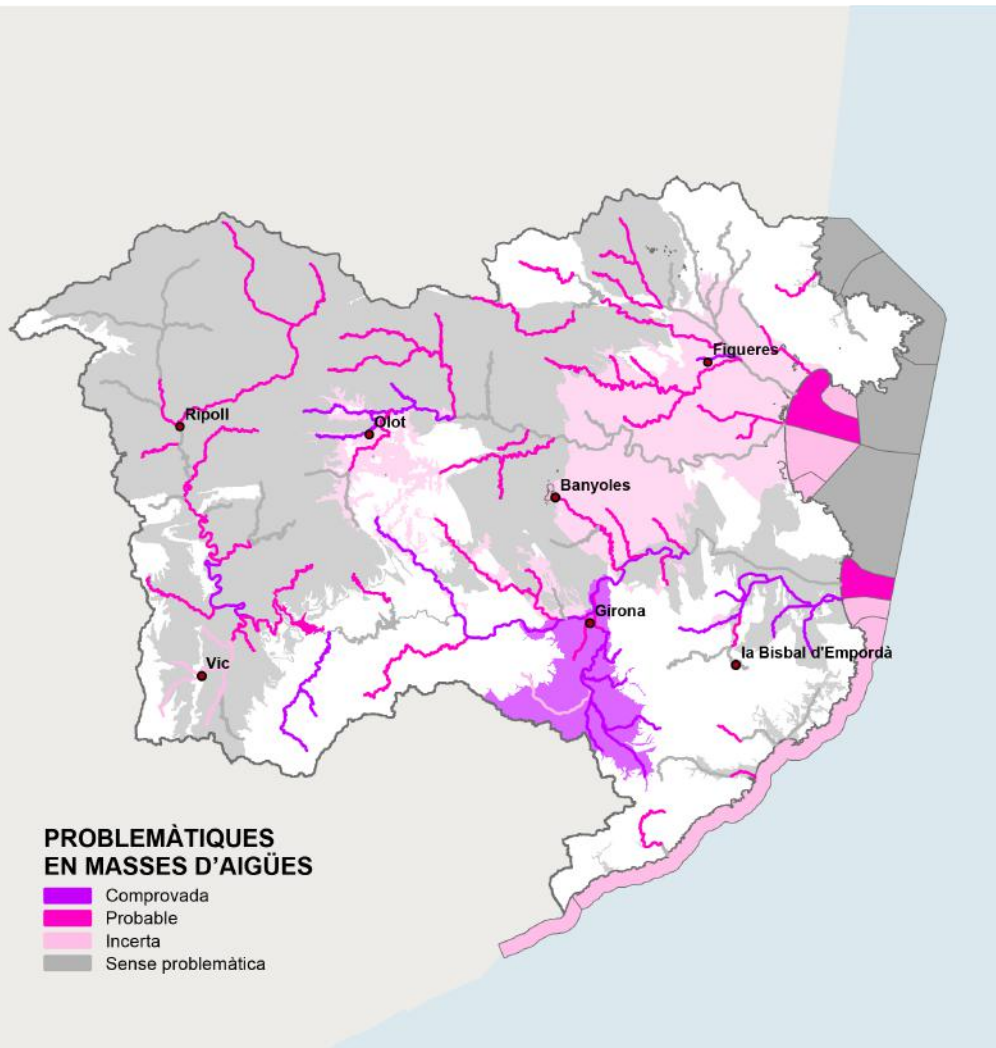 Figueres
Ripoll
Olot
Banyoles
Girona
la Bisbal d'Empordà
Vic
PROBLEMÀTIQUES
EN MASSES D'AIGÜES
Comprovada
Probable
Incerta
Sense problemàtica